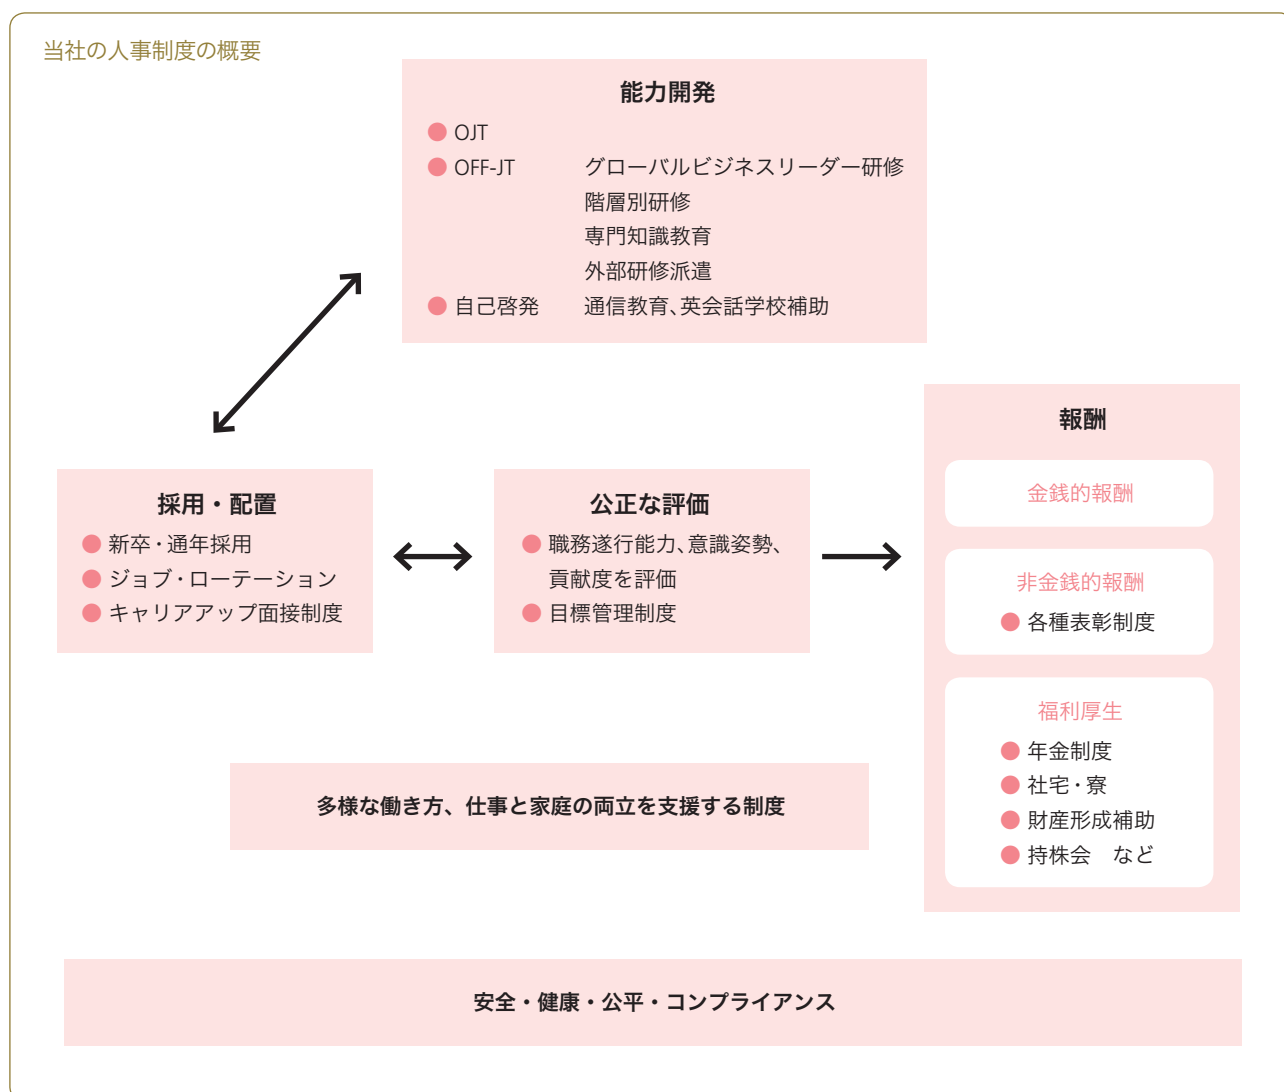 当社の人事制度の概要
能力開発
OJT
OFF-JT グローバルビジネスリーダー研修
階層別研修
専門知識教育
外部研修派遣
自己啓発 通信教育、英会話学校補助
採用・配置
新卒・通年採用
ジョブ・ローテーション
キャリアアップ面接制度
公正な評価
職務遂行能力、意識姿勢、
貢献度を評価
目標管理制度
報酬
金銭的報酬
非金銭的報酬
各種表彰制度
福利厚生
年金制度
社宅・寮
財産形成補助
持株会　など
多様な働き方、仕事と家庭の両立を支援する制度
安全・健康・公平・コンプライアンス